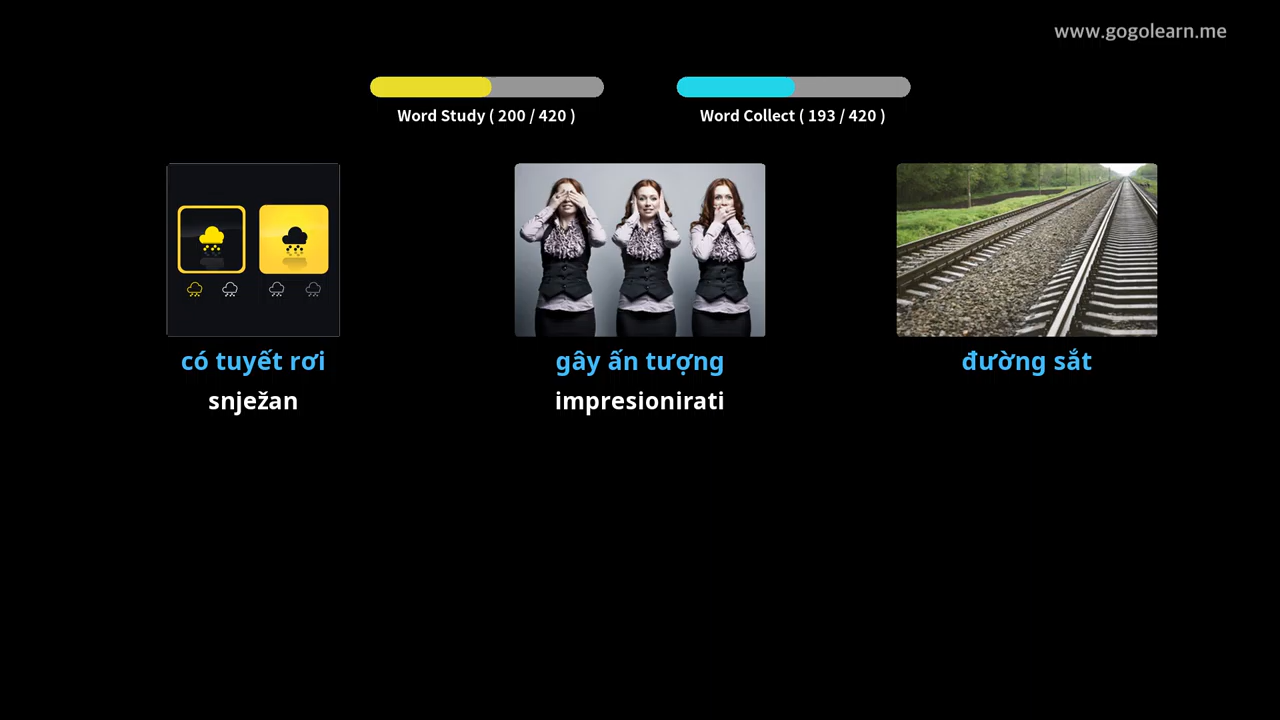 www.gogolearn.me
Word Study ( 200 / 420 )
Word Collect ( 193 / 420 )
có tuyết rơi
gây ấn tượng
đường sắt
snježan
impresionirati